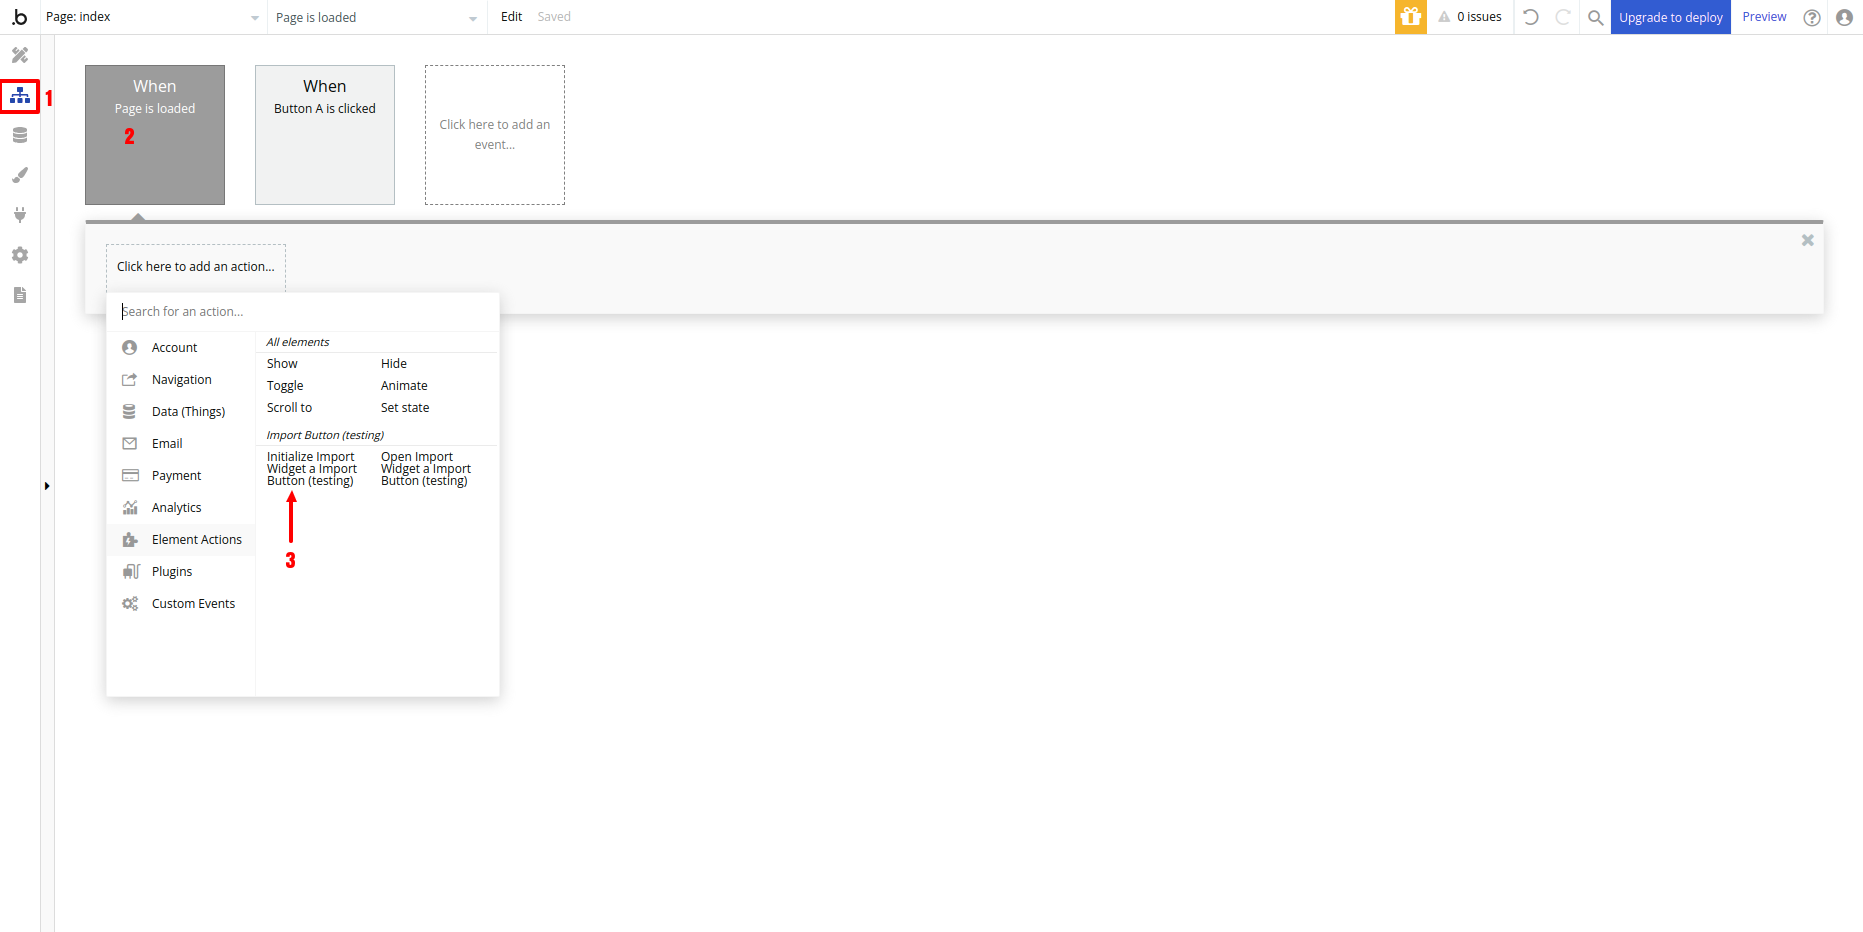 .b Page: index Page is loaded Edit Saved 0 issues Upgrade to deploy Preview ?
1
When
Page is loaded
2
When
Button A is clicked
Click here to add an
event...
Click here to add an action...
Search for an action...
Account
Navigation
Data (Things)
Email
Payment
Analytics
Element Actions
Plugins
Custom Events
All elements
Show Hide
Toggle Animate
Scroll to Set state
Import Button (testing)
Initialize Import
Widget a Import
Button (testing)
Open Import
Widget a Import
Button (testing)
3